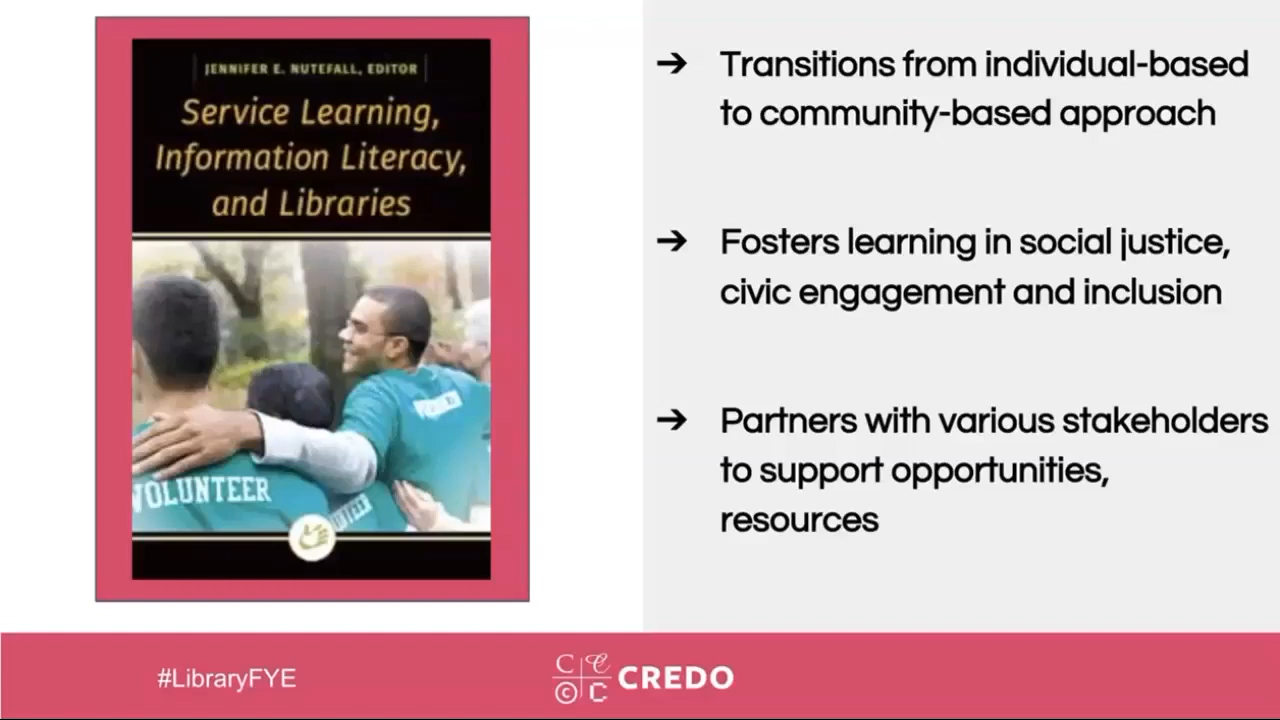 JENNIFER E. NUTEFALL, EDITOR
Service Learning,
Information Literacy,
and Libraries
VOLUNTEER
➔ Transitions from individual-based
to community-based approach
➔ Fosters learning in social justice,
civic engagement and inclusion
➔ Partners with various stakeholders
to support opportunities,
resources
#LibraryFYE
CREDO